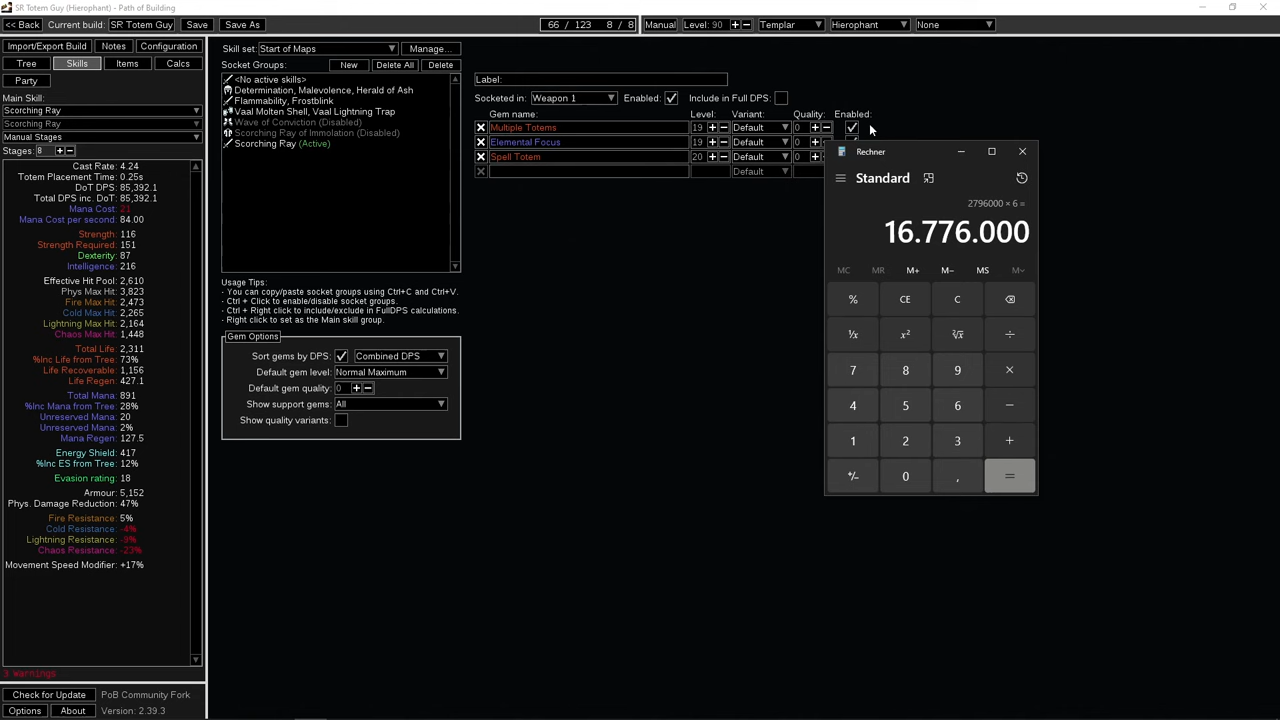 SR Totem Guy (Hierophant) - Path of Building
<< Back Current build: SR Totem Guy Save Save As 66 / 123 8 / 8 Manual Level: 90 + - Templar Hierophant None
Import/Export Build Notes Configuration
Tree Skills Items Calcs
Party
Main Skill:
Scorching Ray
Scorching Ray
Manual Stages
Stages: 8 + -
Cast Rate: 4.24
Totem Placement Time: 0.25s
DoT DPS: 85,392.1
Total DPS inc. DoT: 85,392.1
Mana Cost: 21
Mana Cost per second: 84.00
Strength: 116
Strength Required: 151
Dexterity: 87
Intelligence: 216
Effective Hit Pool: 2,610
Phys Max Hit: 3,823
Fire Max Hit: 2,473
Cold Max Hit: 2,265
Lightning Max Hit: 2,164
Chaos Max Hit: 1,448
Total Life: 2,311
%Inc Life from Tree: 73%
Life Recoverable: 1,156
Life Regen: 427.1
Total Mana: 891
%Inc Mana from Tree: 28%
Unreserved Mana: 20
Unreserved Mana: 2%
Mana Regen: 127.5
Energy Shield: 417
%Inc ES from Tree: 12%
Evasion rating: 18
Armour: 5,152
Phys. Damage Reduction: 47%
Fire Resistance: 5%
Cold Resistance: -4%
Lightning Resistance: -9%
Chaos Resistance: -23%
Movement Speed Modifier: +17%
3 Warnings
Check for Update PoB Community Fork
Options About Version: 2.39.3
Skill set: Start of Maps Manage...
Socket Groups: New Delete All Delete
<No active skills>
Determination, Malevolence, Herald of Ash
Flammability, Frostblink
Vaal Molten Shell, Vaal Lightning Trap
Wave of Conviction (Disabled)
Scorching Ray of Immolation (Disabled)
Scorching Ray (Active)
Usage Tips:
- You can copy/paste socket groups using Ctrl+C and Ctrl+V.
- Ctrl + Click to enable/disable socket groups.
- Ctrl + Right click to include/exclude in FullDPS calculations.
- Right click to set as the Main skill group.
Gem Options
Sort gems by DPS: Combined DPS
Default gem level: Normal Maximum
Default gem quality: 0 + -
Show support gems: All
Show quality variants:
Label:
Socketed in: Weapon 1 Enabled: Include in Full DPS:
Gem name: Level: Variant: Quality: Enabled:
Multiple Totems 19 + - Default 0 + -
Elemental Focus 19 + - Default 0 + -
Spell Totem 20 + - Default 0 + -
Default
Rechner
Standard
2796000 × 6 =
16.776.000
MC MR M+ M− MS M˅
% CE C ⌫
¹/x x² ²√x ÷
7 8 9 ×
4 5 6 −
1 2 3 +
+/− 0 , =